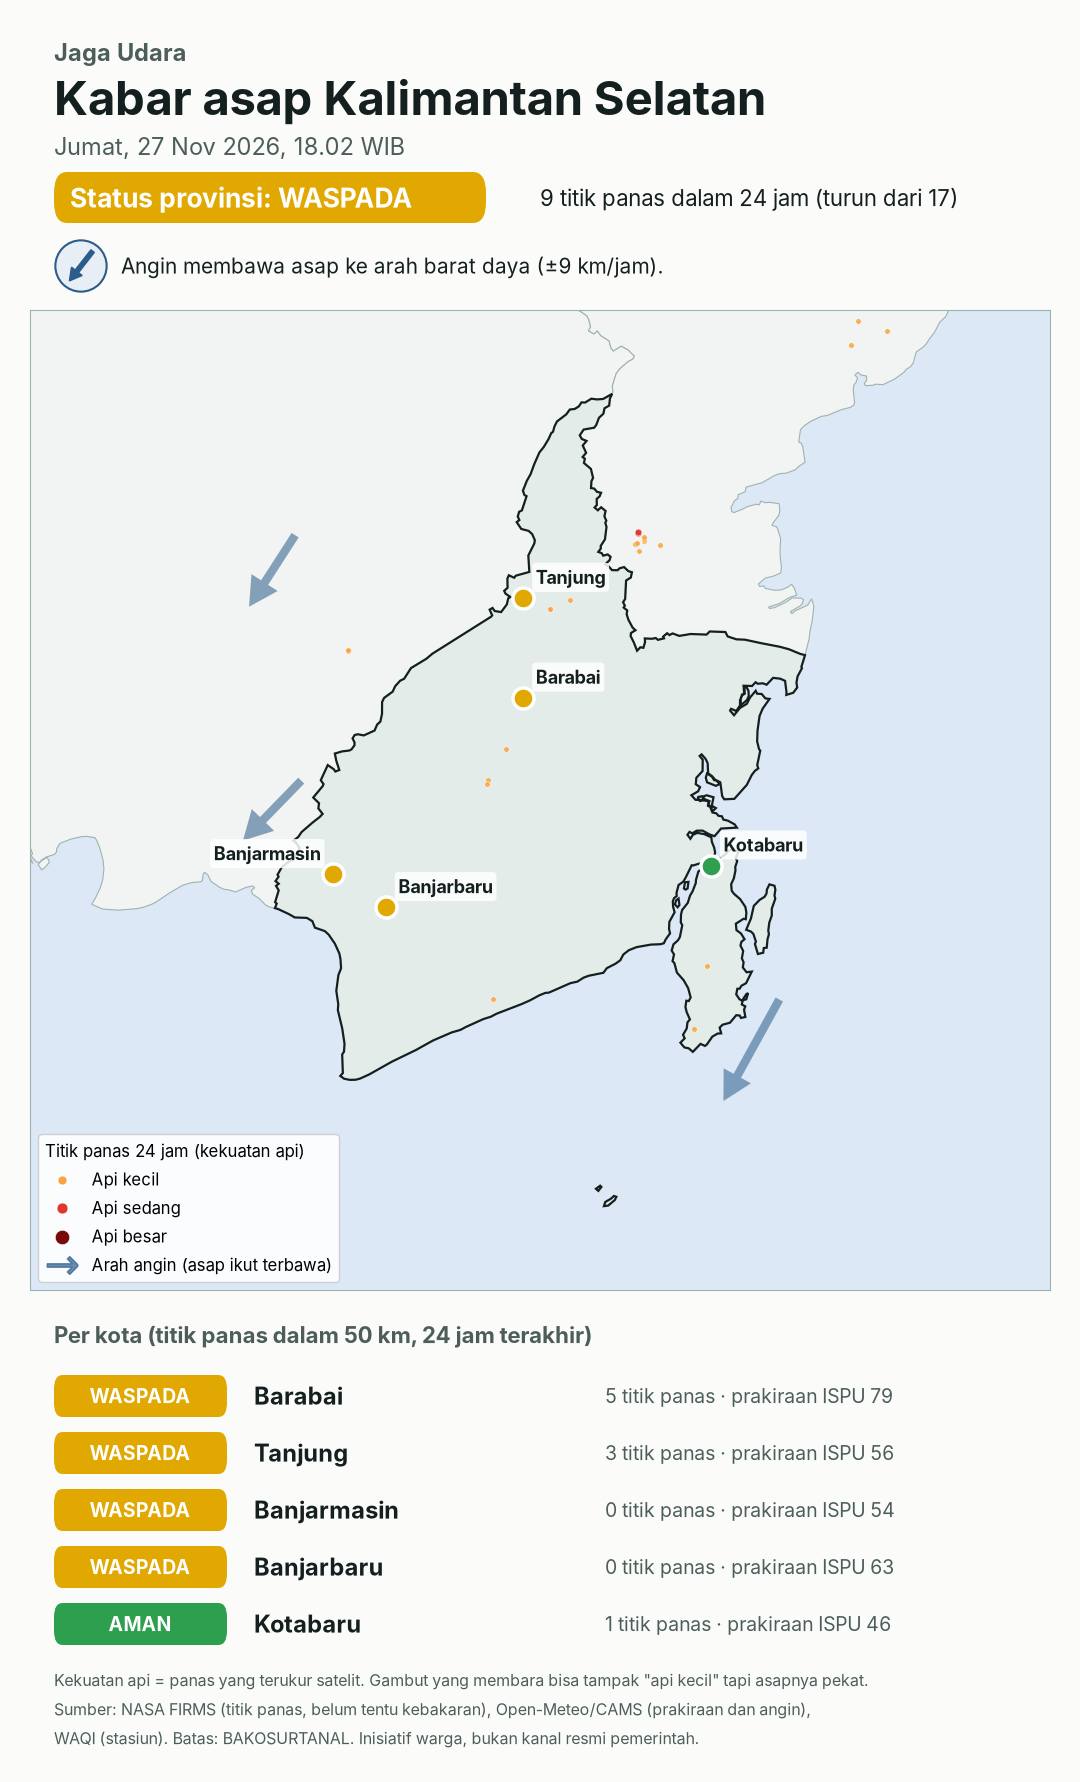 Jaga Udara
Kabar asap Kalimantan Selatan
Jumat, 27 Nov 2026, 18.02 WIB
Status provinsi: WASPADA
9 titik panas dalam 24 jam (turun dari 17)
Angin membawa asap ke arah barat daya (±9 km/jam).
Tanjung
Barabai
Kotabaru
Banjarmasin
Banjarbaru
Titik panas 24 jam (kekuatan api)
Api kecil
Api sedang
Api besar
Arah angin (asap ikut terbawa)
Per kota (titik panas dalam 50 km, 24 jam terakhir)
WASPADA Barabai 5 titik panas · prakiraan ISPU 79
WASPADA Tanjung 3 titik panas · prakiraan ISPU 56
WASPADA Banjarmasin 0 titik panas · prakiraan ISPU 54
WASPADA Banjarbaru 0 titik panas · prakiraan ISPU 63
AMAN Kotabaru 1 titik panas · prakiraan ISPU 46
Kekuatan api = panas yang terukur satelit. Gambut yang membara bisa tampak "api kecil" tapi asapnya pekat.
Sumber: NASA FIRMS (titik panas, belum tentu kebakaran), Open-Meteo/CAMS (prakiraan dan angin),
WAQI (stasiun). Batas: BAKOSURTANAL. Inisiatif warga, bukan kanal resmi pemerintah.